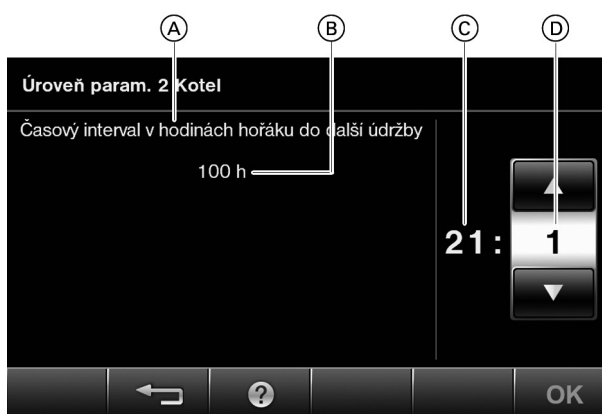 A B C D
Úroveň param. 2 Kotel
Časový interval v hodinách hořáku do další údržby
100 h
21: 1
? OK